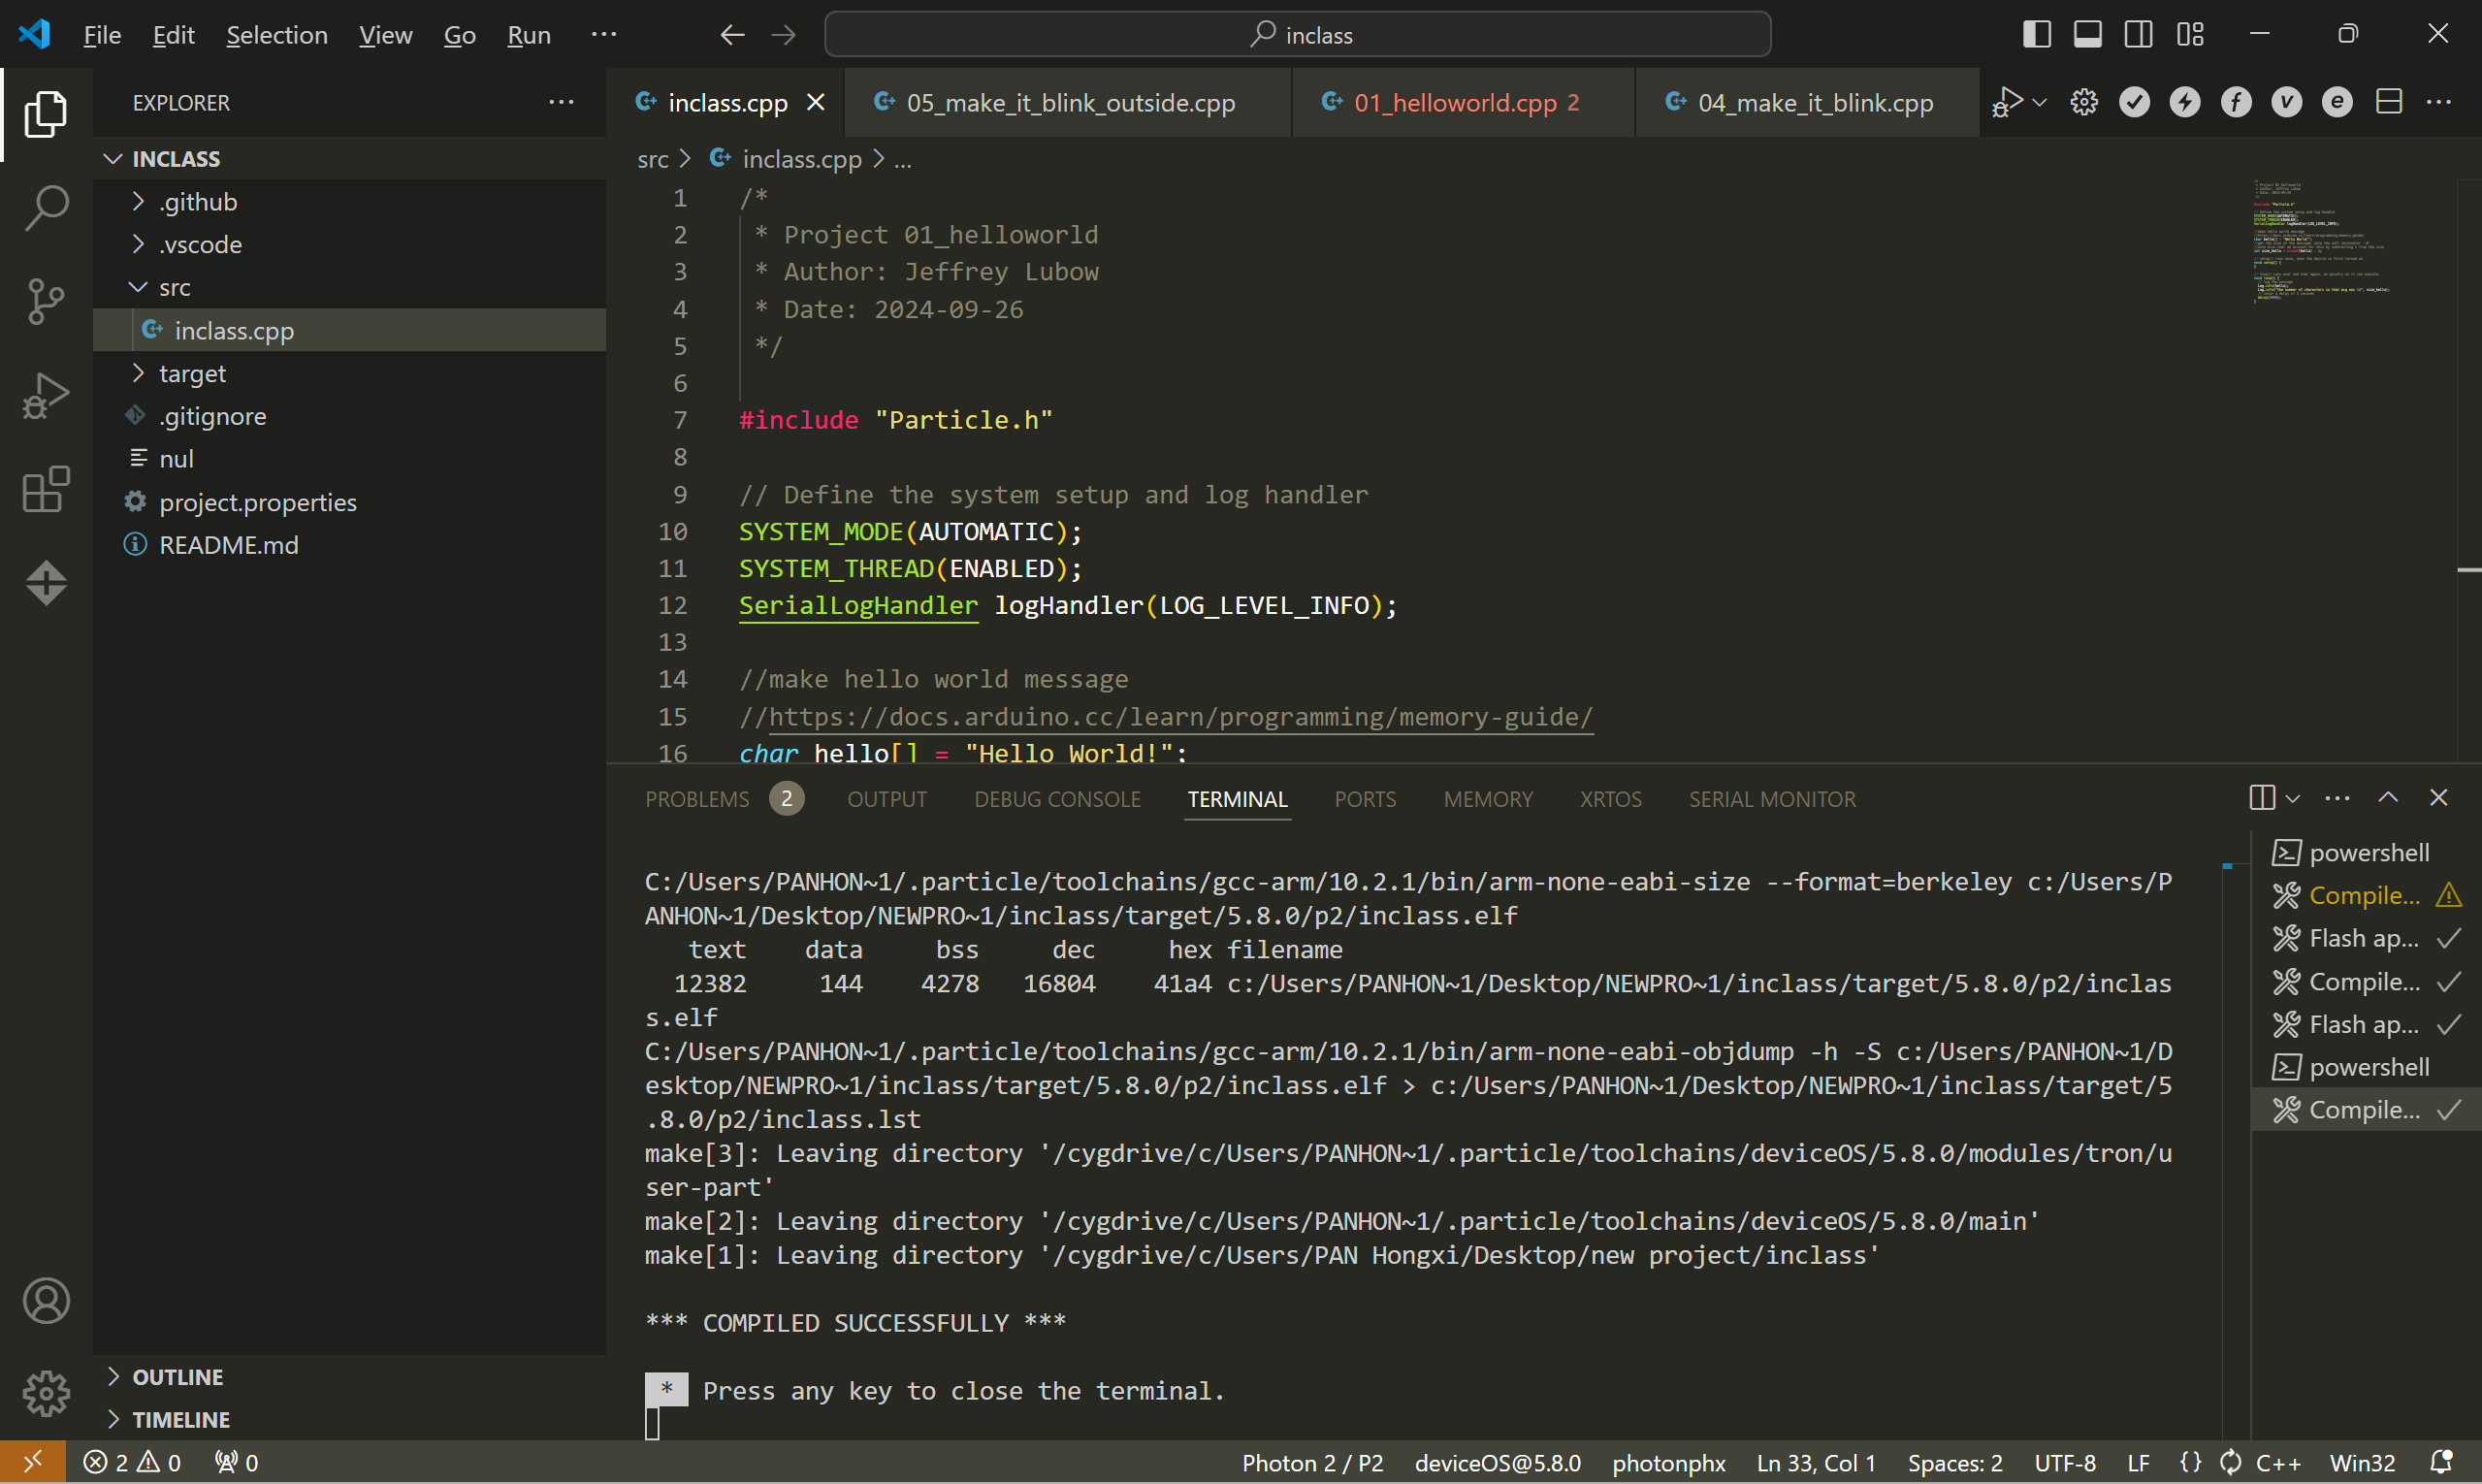 File Edit Selection View Go Run ··· inclass
EXPLORER ···
inclass.cpp
05_make_it_blink_outside.cpp
01_helloworld.cpp 2
04_make_it_blink.cpp
INCLASS
.github
.vscode
src
inclass.cpp
target
.gitignore
nul
project.properties
README.md
OUTLINE
TIMELINE
src > inclass.cpp > ...
1 /*
2 * Project 01_helloworld
3 * Author: Jeffrey Lubow
4 * Date: 2024-09-26
5 */
6
7 #include "Particle.h"
8
9 // Define the system setup and log handler
10 SYSTEM_MODE(AUTOMATIC);
11 SYSTEM_THREAD(ENABLED);
12 SerialLogHandler logHandler(LOG_LEVEL_INFO);
13
14 //make hello world message
15 //https://docs.arduino.cc/learn/programming/memory-guide/
16 char hello[] = "Hello World!";
PROBLEMS 2 OUTPUT DEBUG CONSOLE TERMINAL PORTS MEMORY XRTOS SERIAL MONITOR
C:/Users/PANHON~1/.particle/toolchains/gcc-arm/10.2.1/bin/arm-none-eabi-size --format=berkeley c:/Users/P
ANHON~1/Desktop/NEWPRO~1/inclass/target/5.8.0/p2/inclass.elf
text data bss dec hex filename
12382 144 4278 16804 41a4 c:/Users/PANHON~1/Desktop/NEWPRO~1/inclass/target/5.8.0/p2/inclas
s.elf
C:/Users/PANHON~1/.particle/toolchains/gcc-arm/10.2.1/bin/arm-none-eabi-objdump -h -S c:/Users/PANHON~1/D
esktop/NEWPRO~1/inclass/target/5.8.0/p2/inclass.elf > c:/Users/PANHON~1/Desktop/NEWPRO~1/inclass/target/5
.8.0/p2/inclass.lst
make[3]: Leaving directory '/cygdrive/c/Users/PANHON~1/.particle/toolchains/deviceOS/5.8.0/modules/tron/u
ser-part'
make[2]: Leaving directory '/cygdrive/c/Users/PANHON~1/.particle/toolchains/deviceOS/5.8.0/main'
make[1]: Leaving directory '/cygdrive/c/Users/PAN Hongxi/Desktop/new project/inclass'
*** COMPILED SUCCESSFULLY ***
* Press any key to close the terminal.
powershell
Compile...
Flash ap...
Compile...
Flash ap...
powershell
Compile...
2 0 0 Photon 2 / P2 deviceOS@5.8.0 photonphx Ln 33, Col 1 Spaces: 2 UTF-8 LF {} C++ Win32